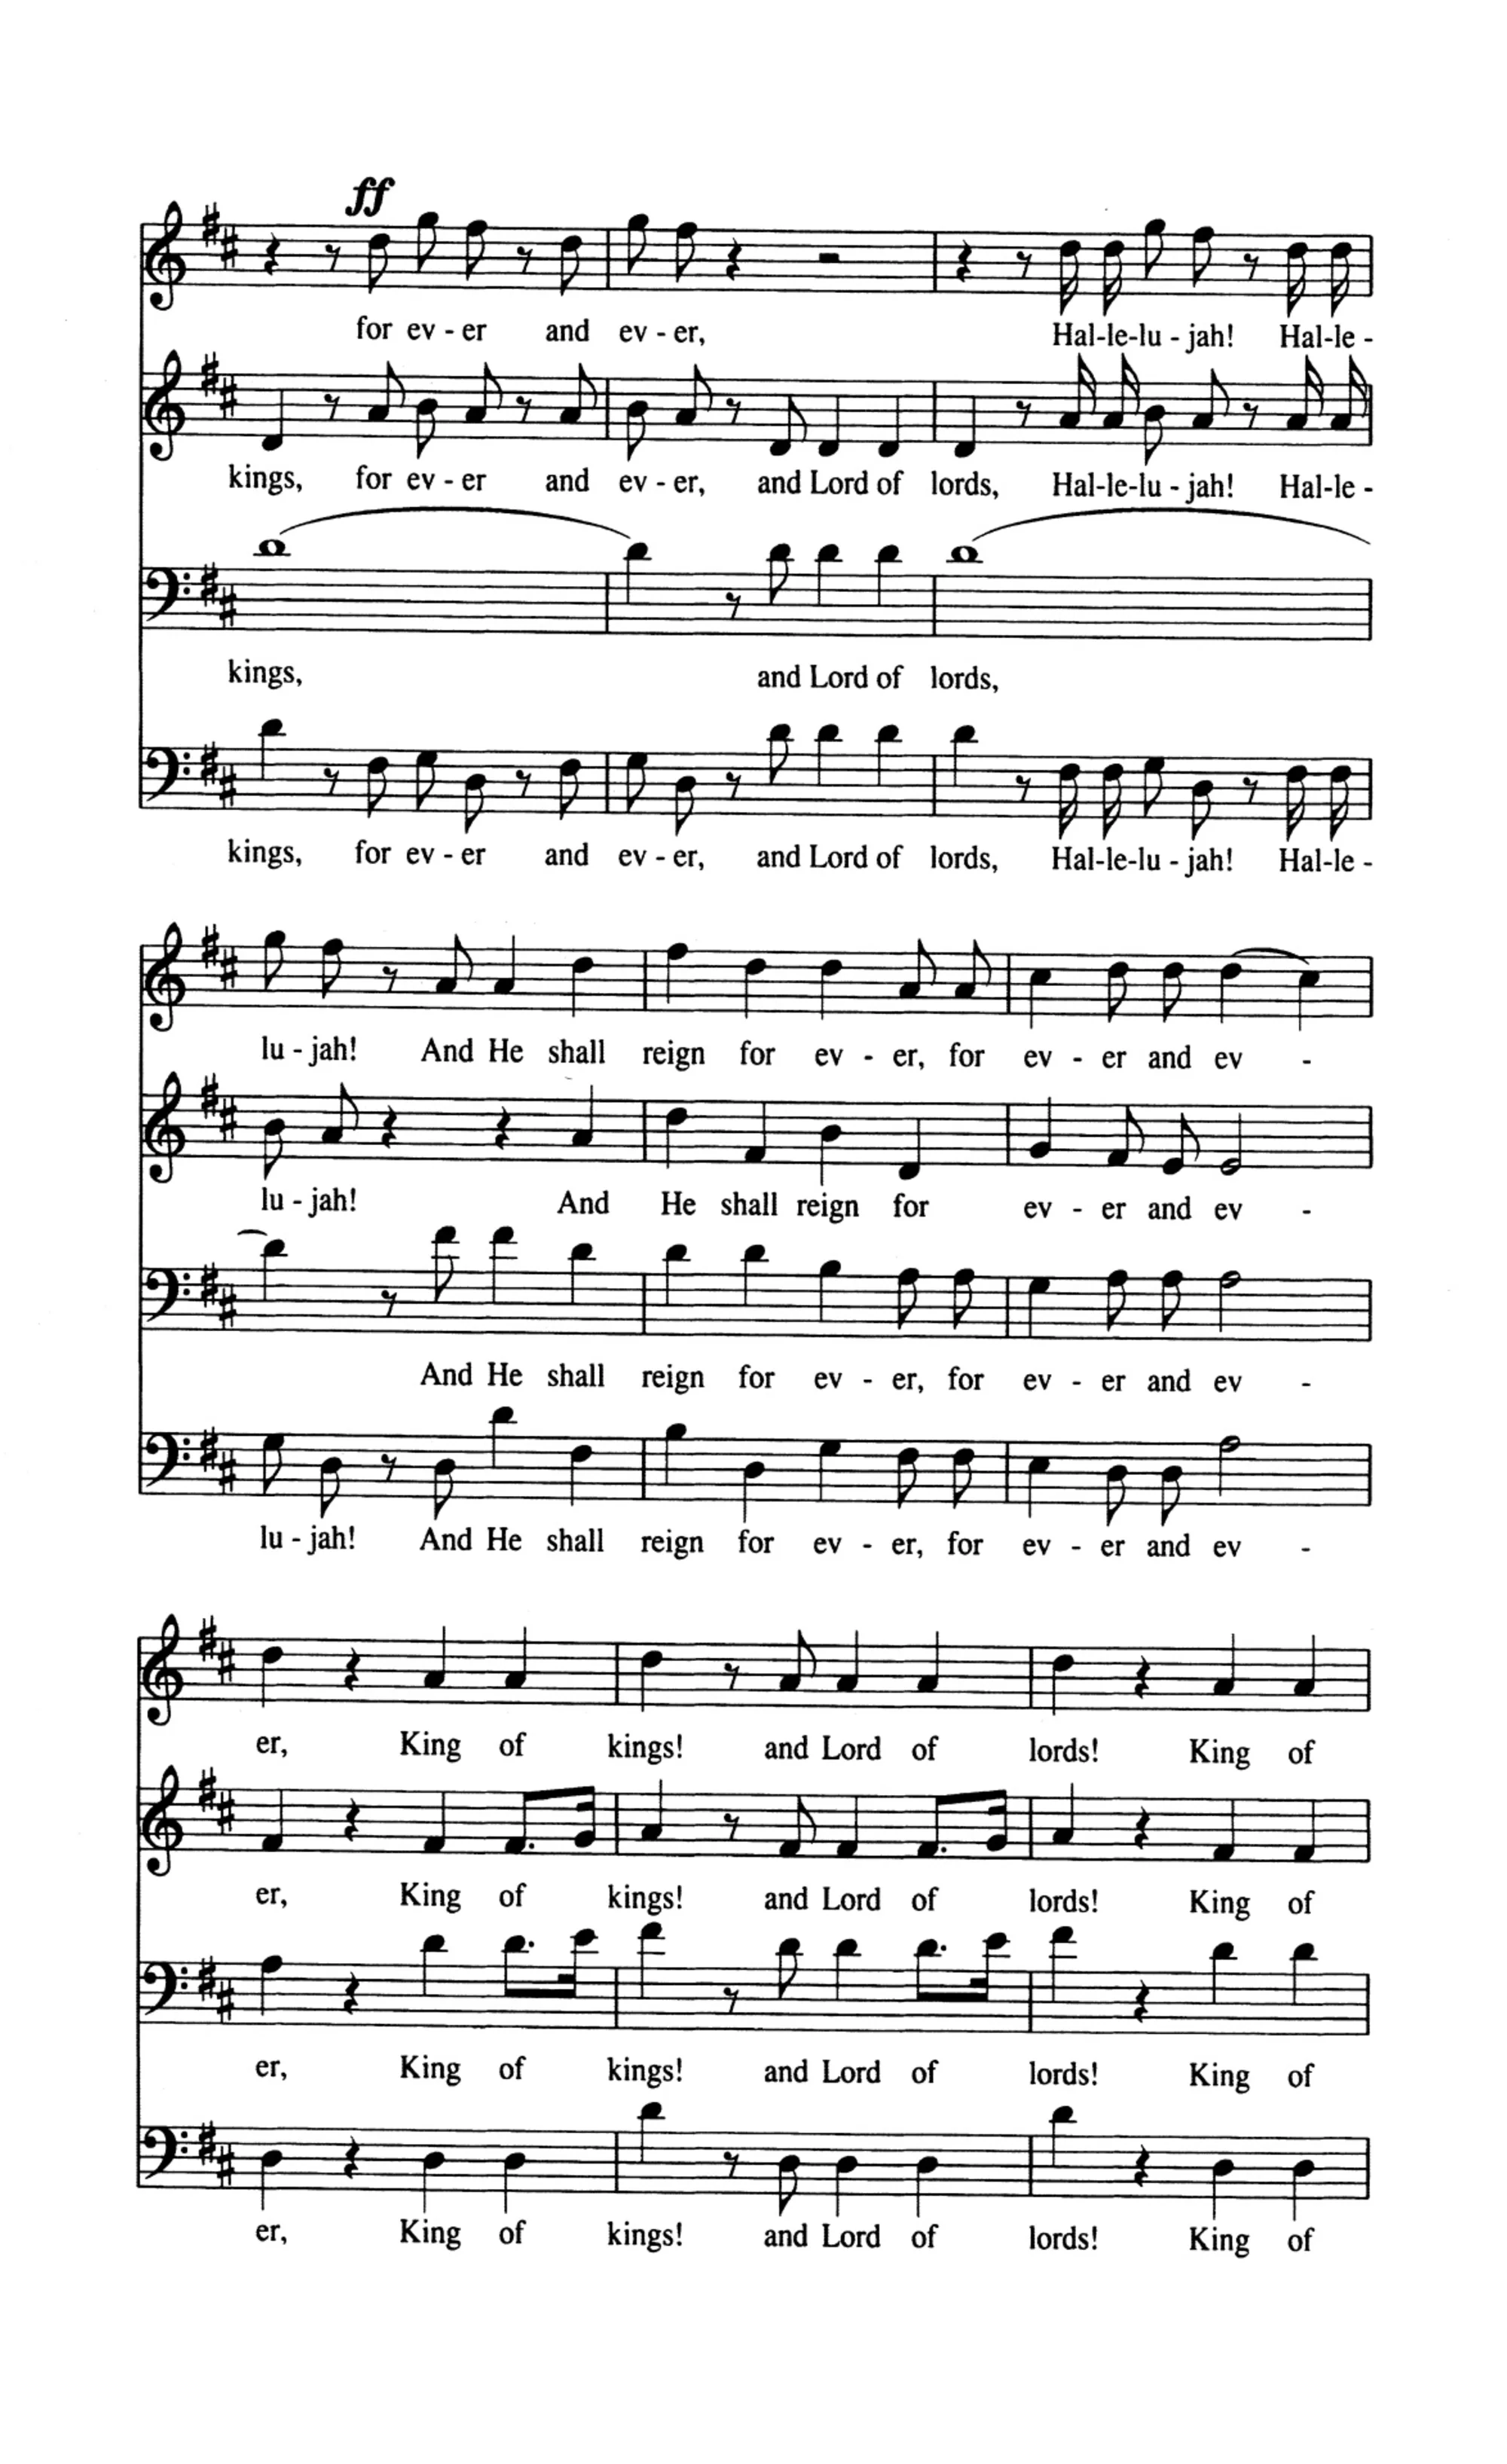 ff
for ev - er and ev - er, Hal-le-lu - jah! Hal-le -
kings, for ev - er and ev - er, and Lord of lords, Hal-le-lu - jah! Hal-le -
kings, and Lord of lords,
kings, for ev - er and ev - er, and Lord of lords, Hal-le-lu - jah! Hal-le -
lu - jah! And He shall reign for ev - er, for ev - er and ev -
lu - jah! And He shall reign for ev - er and ev -
And He shall reign for ev - er, for ev - er and ev -
lu - jah! And He shall reign for ev - er, for ev - er and ev -
er, King of kings! and Lord of lords! King of
er, King of kings! and Lord of lords! King of
er, King of kings! and Lord of lords! King of
er, King of kings! and Lord of lords! King of